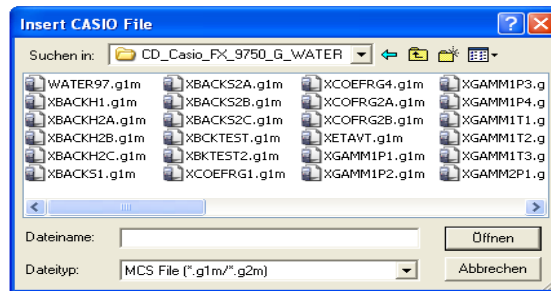 Insert CASIO File
Suchen in: CD_Casio_FX_9750_G_WATER
WATER97.g1m XBACKS2A.g1m XCOEFRG4.g1m XGAMM1P3.g
XBACKH1.g1m XBACKS2B.g1m XCOFRG2A.g1m XGAMM1P4.g
XBACKH2A.g1m XBACKS2C.g1m XCOFRG2B.g1m XGAMM1T1.g
XBACKH2B.g1m XBCKTEST.g1m XETAVT.g1m XGAMM1T2.g
XBACKH2C.g1m XBKTEST2.g1m XGAMM1P1.g1m XGAMM1T3.g
XBACKS1.g1m XCOEFRG1.g1m XGAMM1P2.g1m XGAMM2P1.g
Dateiname: Öffnen
Dateityp: MCS File (*.g1m/*.g2m) Abbrechen